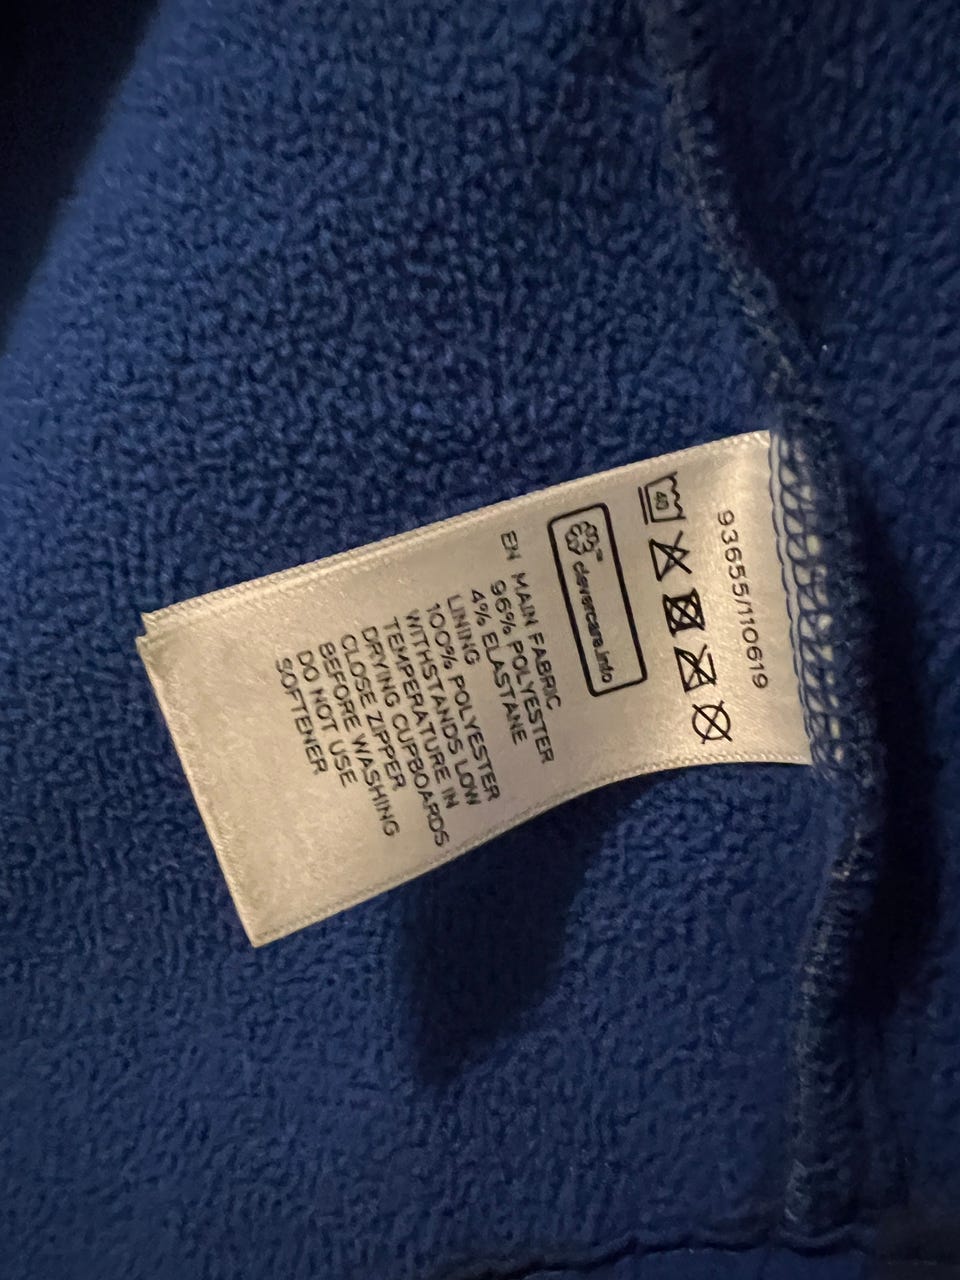 93655/110619
40
clevercare.info
EN MAIN FABRIC
96% POLYESTER
4% ELASTANE
LINING
100% POLYESTER
WITHSTANDS LOW
TEMPERATURE IN
DRYING CUPBOARDS
CLOSE ZIPPER
BEFORE WASHING
DO NOT USE
SOFTENER